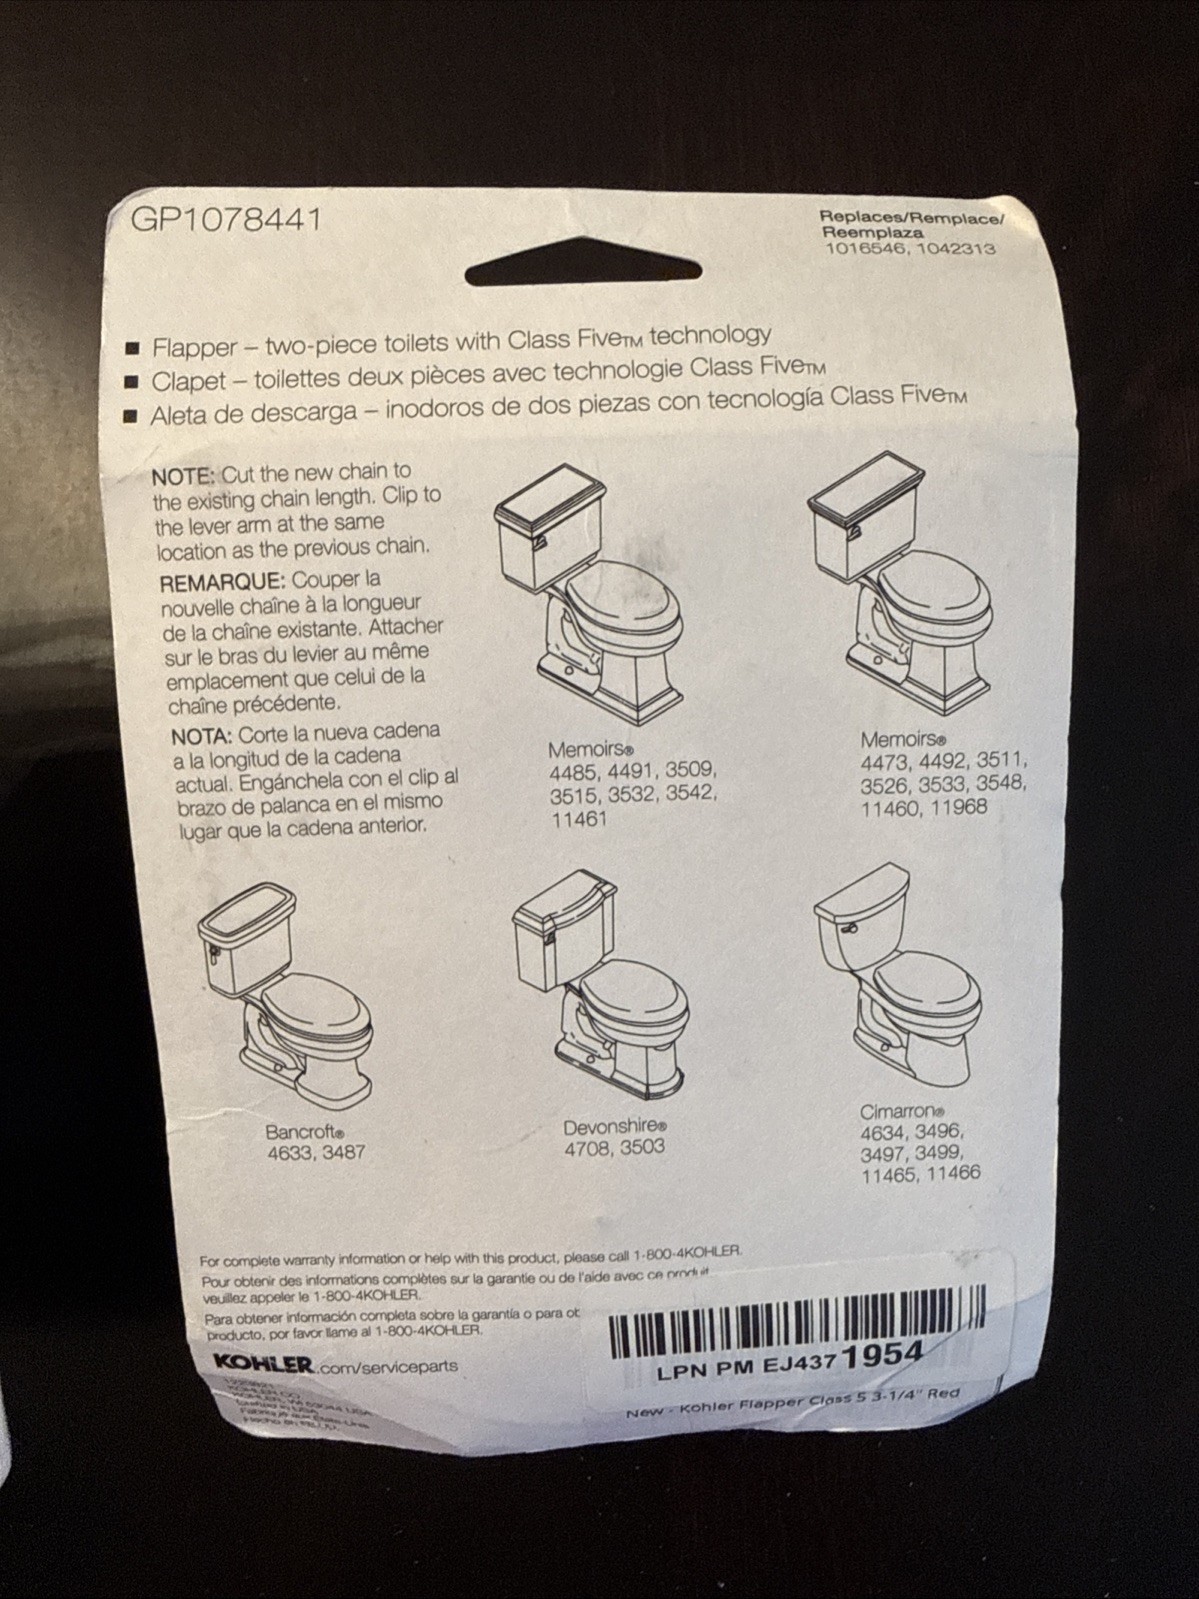 GP1078441
Replaces/Remplace/
Reemplaza
1016546, 1042313
■ Flapper – two-piece toilets with Class Five™ technology
■ Clapet – toilettes deux pièces avec technologie Class Five™
■ Aleta de descarga – inodoros de dos piezas con tecnología Class Five™
NOTE: Cut the new chain to
the existing chain length. Clip to
the lever arm at the same
location as the previous chain.
REMARQUE: Couper la
nouvelle chaîne à la longueur
de la chaîne existante. Attacher
sur le bras du levier au même
emplacement que celui de la
chaîne précédente.
NOTA: Corte la nueva cadena
a la longitud de la cadena
actual. Engánchela con el clip al
brazo de palanca en el mismo
lugar que la cadena anterior.
Memoirs®
4485, 4491, 3509,
3515, 3532, 3542,
11461
Memoirs®
4473, 4492, 3511,
3526, 3533, 3548,
11460, 11968
Bancroft®
4633, 3487
Devonshire®
4708, 3503
Cimarron®
4634, 3496,
3497, 3499,
11465, 11466
For complete warranty information or help with this product, please call 1-800-4KOHLER.
Pour obtenir des informations complètes sur la garantie ou de l'aide avec ce produit
veuillez appeler le 1-800-4KOHLER.
Para obtener información completa sobre la garantía o para ob
producto, por favor llame al 1-800-4KOHLER.
KOHLER.com/serviceparts
KOHLER CO.
KOHLER, WI 53044 USA
LPN PM EJ4371954
New - Kohler Flapper Class 5 3-1/4" Red